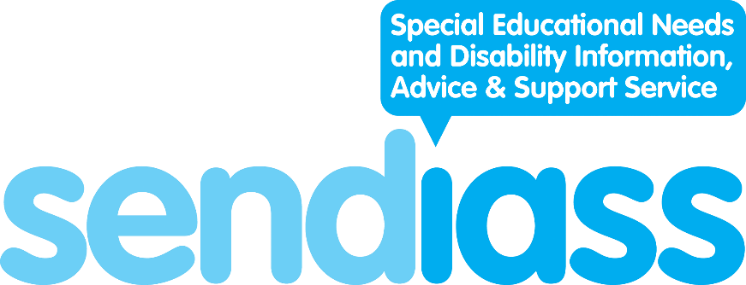 Special Educational Needs
and Disability Information,
Advice & Support Service
sendiass